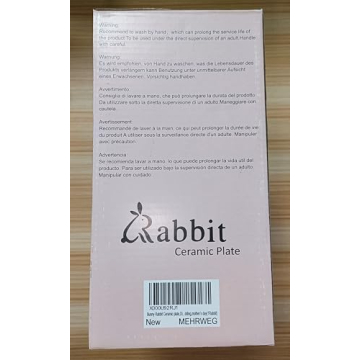 Warning
Recommend to wash by hand, which can prolong the service life of
the product To be used under the direct supervision of an adult Handle
with careful.
Warnung
Es wird empfohlen, von Hand zu waschen, was die Lebensdauer des
Produkts verlängern kann Benutzung unter unmittelbarer Aufsicht
eines Erwachsenen. Vorsichtig handhaben
Avvertimento
Consiglia di lavare a mano, che può prolungare la durata del prodotto.
Da utilizzare sotto la diretta supervisione di un adulto. Maneggiare con
cautela.
Avertissement
Recommande de laver à la main, ce qui peut prolonger la durée de vie
du produit A utiliser sous la surveillance directe d'un adulte. Manipuler
avec précaution
Advertencia
Se recomienda lavar a mano, lo que puede prolongar la vida útil del
producto. Para ser utilizado bajo la supervisión directa de un adulto.
Manipular con cuidado.
Rabbit
Ceramic Plate
New
MEHRWEG